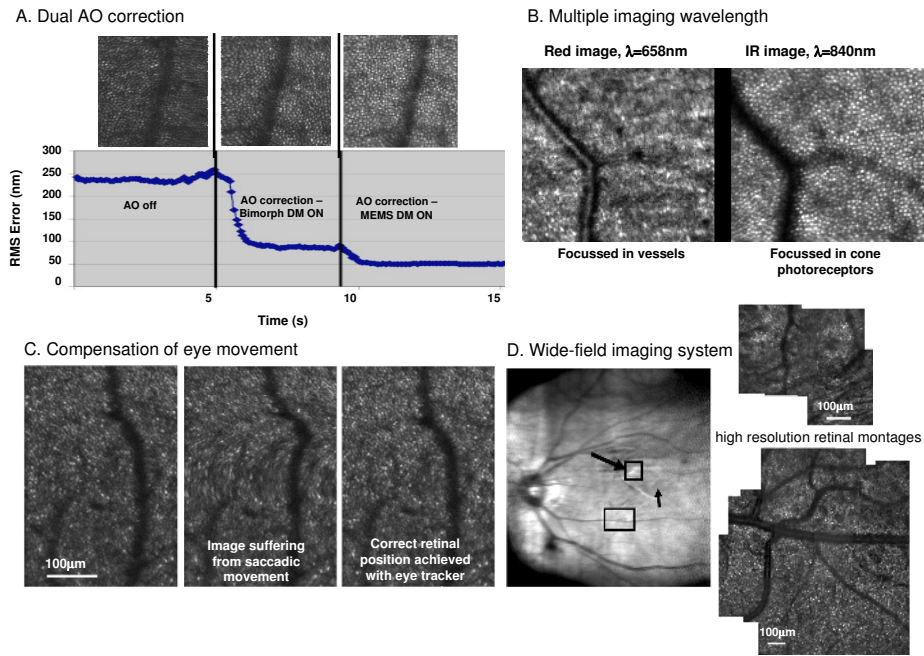 A. Dual AO correction
300
250
200
150
100
50
0
RMS Error (nm)
AO off
AO correction –
Bimorph DM ON
AO correction –
MEMS DM ON
5
10
15
Time (s)
B. Multiple imaging wavelength
Red image, λ=658nm
IR image, λ=840nm
Focussed in vessels
Focussed in cone
photoreceptors
C. Compensation of eye movement
100µm
Image suffering
from saccadic
movement
Correct retinal
position achieved
with eye tracker
D. Wide-field imaging system
100µm
high resolution retinal montages
100µm